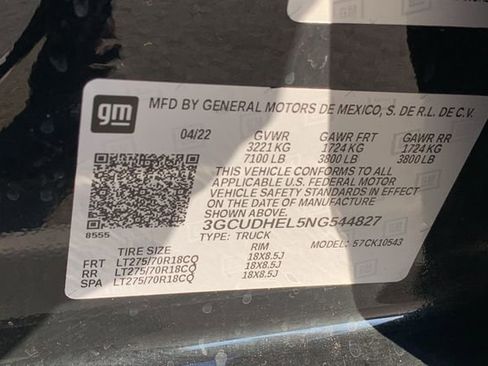 gm
MFD BY GENERAL MOTORS DE MEXICO, S. DE R.L. DE C.V.
04/22 GVWR GAWR FRT GAWR RR
3221 KG 1724 KG 1724 KG
7100 LB 3800 LB 3800 LB
THIS VEHICLE CONFORMS TO ALL
APPLICABLE U.S. FEDERAL MOTOR
VEHICLE SAFETY STANDARDS IN EFFECT
ON THE DATE OF MANUFACTURE SHOWN ABOVE.
3GCUDHEL5NG544827
8555 TYPE: TRUCK MODEL: 57CK10543
TIRE SIZE RIM
FRT LT275/70R18CQ 18X8.5J
RR LT275/70R18CQ 18X8.5J
SPA LT275/70R18CQ 18X8.5J